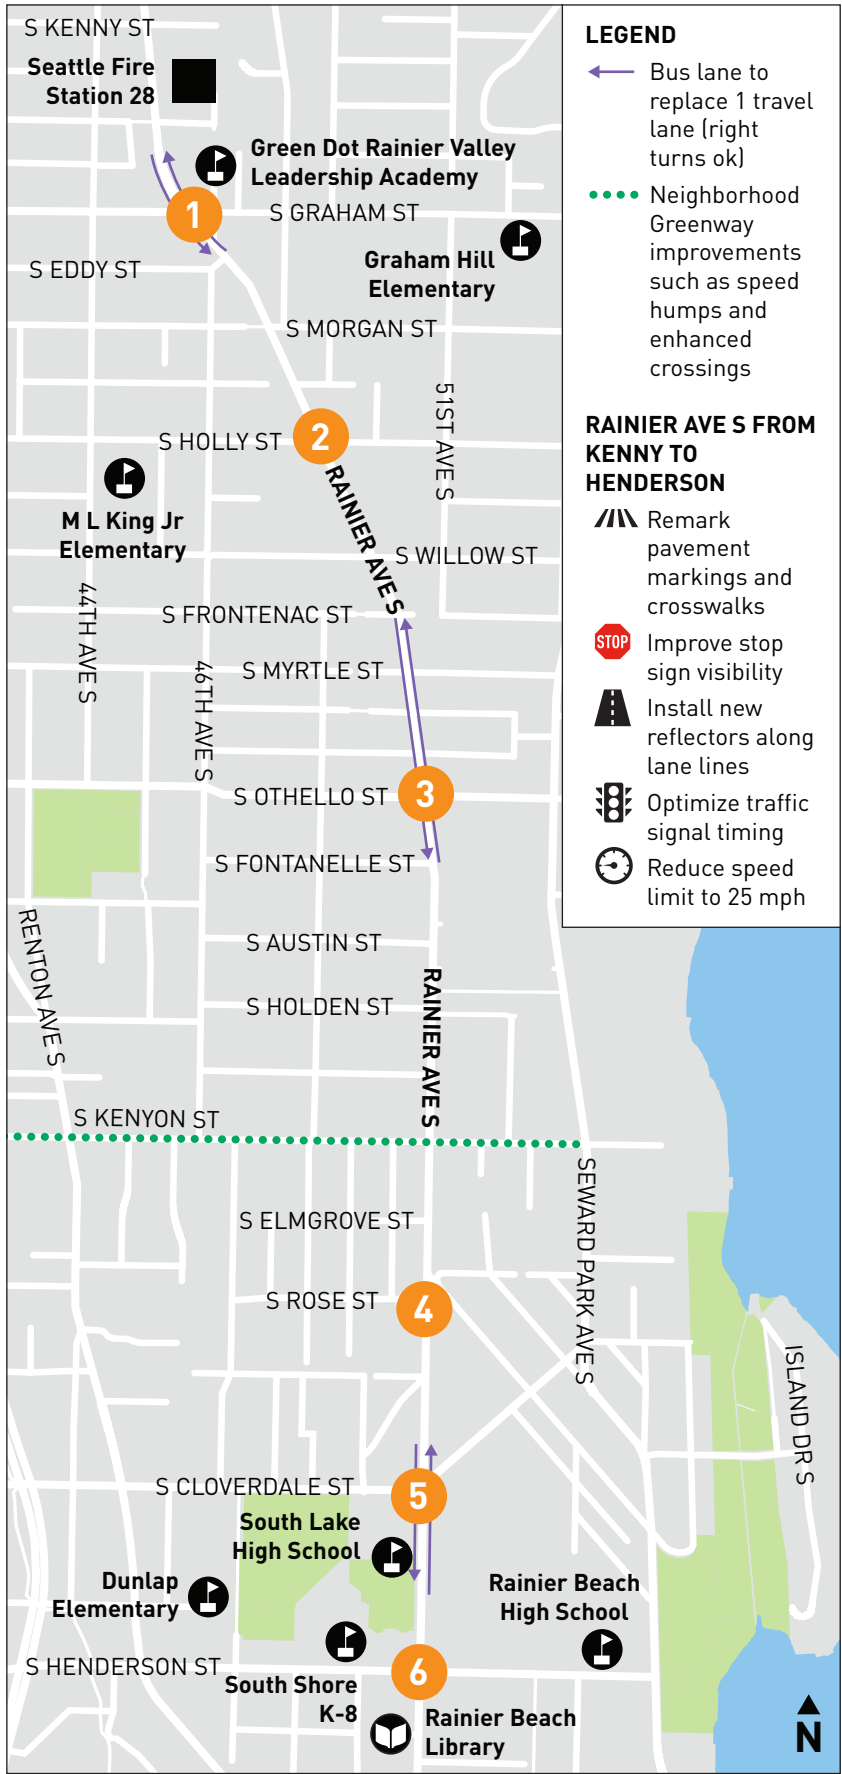 S KENNY ST
Seattle Fire
Station 28
Green Dot Rainier Valley
Leadership Academy
1
S GRAHAM ST
Graham Hill
Elementary
S EDDY ST
S MORGAN ST
51ST AVE S
S HOLLY ST
2
RAINIER AVE S
M L King Jr
Elementary
S WILLOW ST
44TH AVE S
S FRONTENAC ST
S MYRTLE ST
46TH AVE S
S OTHELLO ST
3
S FONTANELLE ST
RENTON AVE S
S AUSTIN ST
RAINIER AVE S
S HOLDEN ST
S KENYON ST
SEWARD PARK AVE S
S ELMGROVE ST
S ROSE ST
4
ISLAND DR S
S CLOVERDALE ST
5
South Lake
High School
Dunlap
Elementary
Rainier Beach
High School
S HENDERSON ST
6
South Shore
K-8
Rainier Beach
Library
N
LEGEND
Bus lane to
replace 1 travel
lane (right
turns ok)
Neighborhood
Greenway
improvements
such as speed
humps and
enhanced
crossings
RAINIER AVE S FROM
KENNY TO
HENDERSON
Remark
pavement
markings and
crosswalks
STOP
Improve stop
sign visibility
Install new
reflectors along
lane lines
Optimize traffic
signal timing
Reduce speed
limit to 25 mph